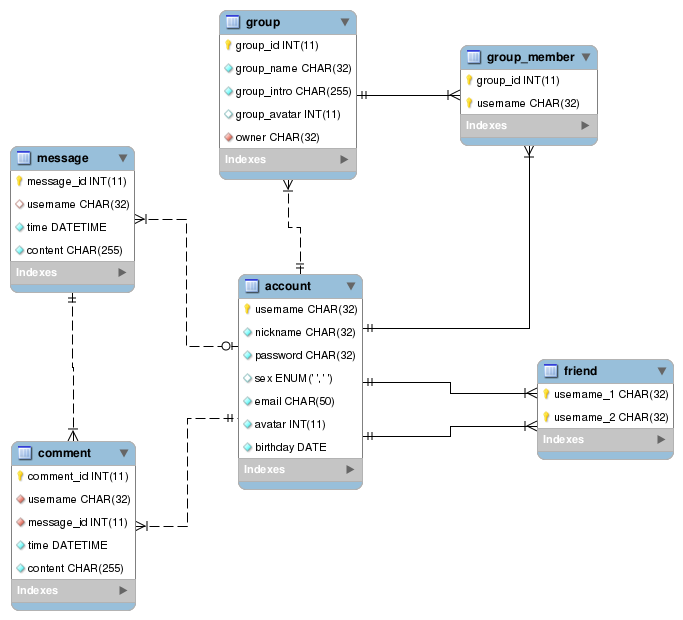 group
group_id INT(11)
group_name CHAR(32)
group_intro CHAR(255)
group_avatar INT(11)
owner CHAR(32)
Indexes
group_member
group_id INT(11)
username CHAR(32)
Indexes
message
message_id INT(11)
username CHAR(32)
time DATETIME
content CHAR(255)
Indexes
account
username CHAR(32)
nickname CHAR(32)
password CHAR(32)
sex ENUM(' ',' ')
email CHAR(50)
avatar INT(11)
birthday DATE
Indexes
friend
username_1 CHAR(32)
username_2 CHAR(32)
Indexes
comment
comment_id INT(11)
username CHAR(32)
message_id INT(11)
time DATETIME
content CHAR(255)
Indexes